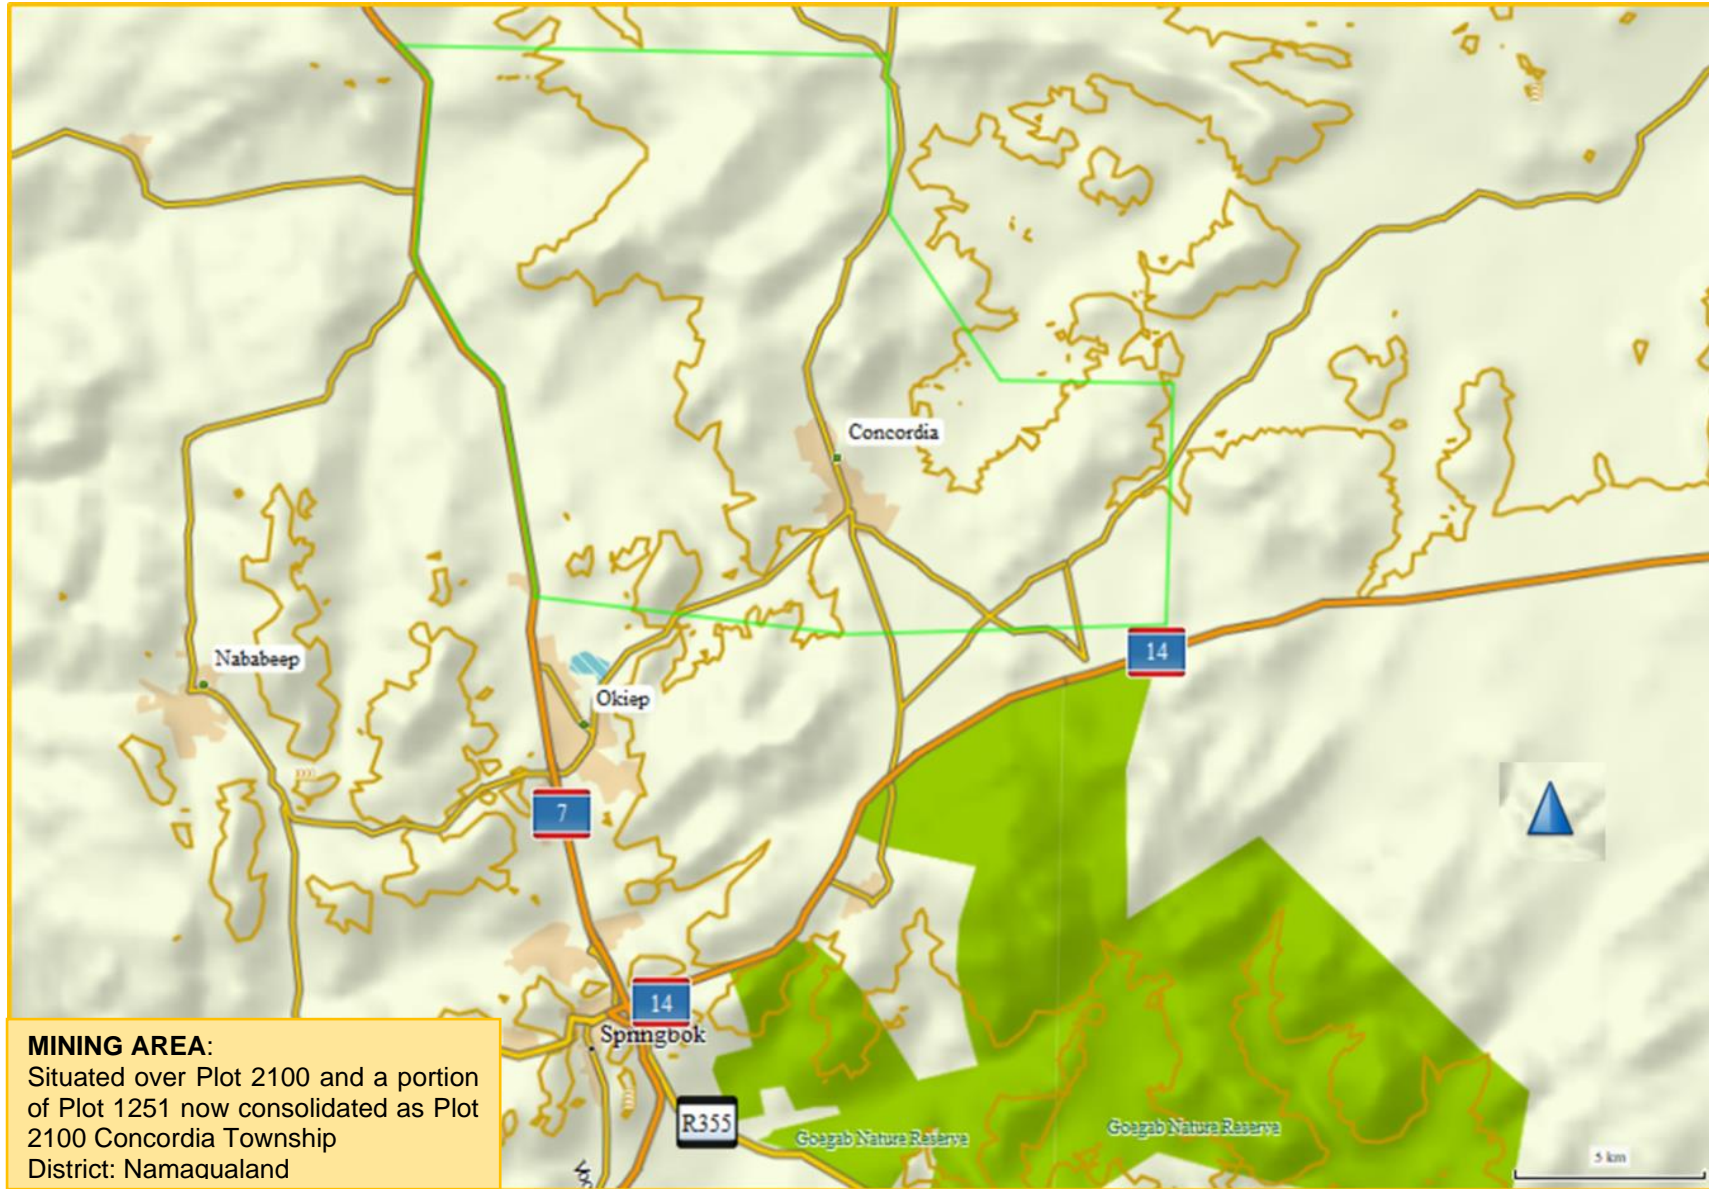 Concordia
Nababeep
Okiep
14
7
14
Springbok
R355
Goegab Nature Reserve
Goegab Nature Reserve
5 km
MINING AREA:
Situated over Plot 2100 and a portion
of Plot 1251 now consolidated as Plot
2100 Concordia Township
District: Namaqualand